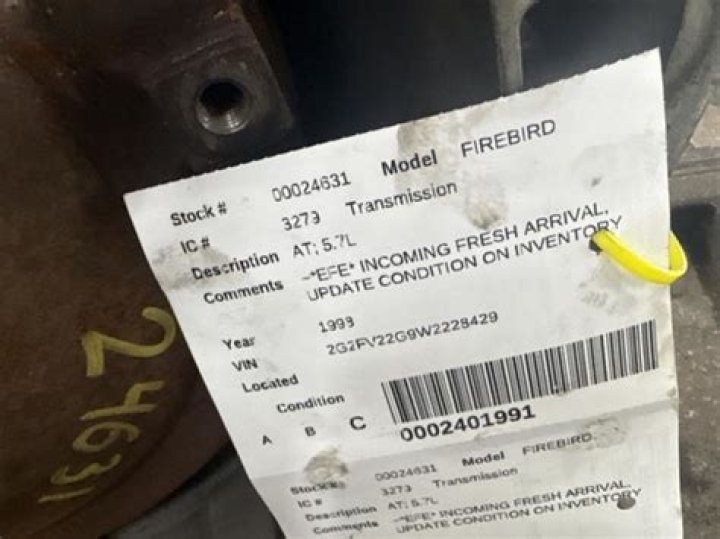 Stock # 00024631 Model FIREBIRD
IC # 3273 Transmission
Description AT; 5.7L
Comments -*EFE* INCOMING FRESH ARRIVAL,
UPDATE CONDITION ON INVENTORY
Year 1998
VIN 2G2FV22G9W2228429
Located
Condition
A B C
0002401991
Stock # 00024631 Model FIREBIRD
IC # 3273 Transmission
Description AT; 5.7L
Comments -*EFE* INCOMING FRESH ARRIVAL,
UPDATE CONDITION ON INVENTORY
24631